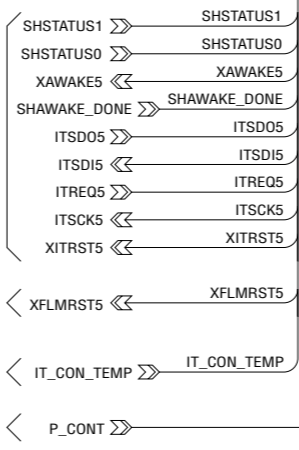 SHSTATUS1 SHSTATUS1
SHSTATUS0 SHSTATUS0
XAWAKE5 XAWAKE5
SHAWAKE_DONE SHAWAKE_DONE
ITSDO5 ITSDO5
ITSDI5 ITSDI5
ITREQ5 ITREQ5
ITSCK5 ITSCK5
XITRST5 XITRST5
XFLMRST5 XFLMRST5
IT_CON_TEMP IT_CON_TEMP
P_CONT